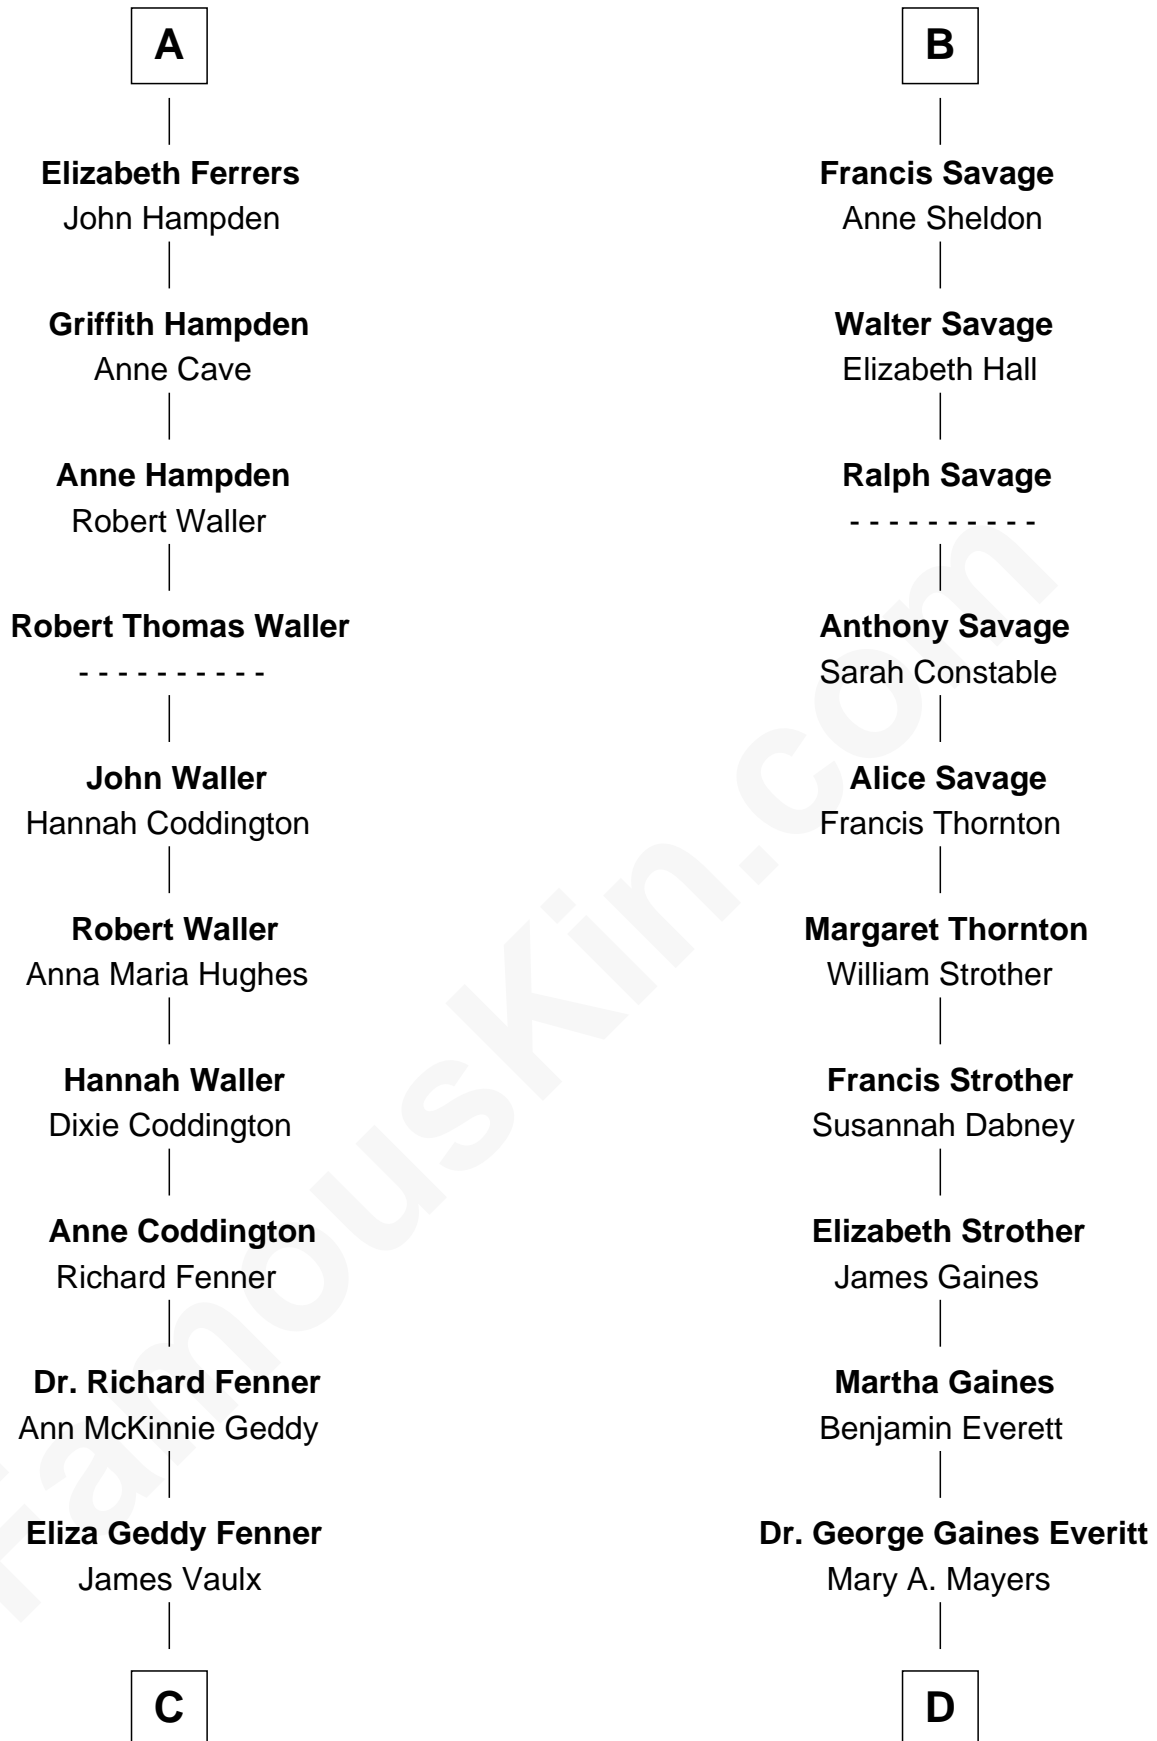 A
Elizabeth Ferrers
John Hampden
Griffith Hampden
Anne Cave
Anne Hampden
Robert Waller
Robert Thomas Waller
- - - - - - - - - -
John Waller
Hannah Coddington
Robert Waller
Anna Maria Hughes
Hannah Waller
Dixie Coddington
Anne Coddington
Richard Fenner
Dr. Richard Fenner
Ann McKinnie Geddy
Eliza Geddy Fenner
James Vaulx
C
B
Francis Savage
Anne Sheldon
Walter Savage
Elizabeth Hall
Ralph Savage
- - - - - - - - - -
Anthony Savage
Sarah Constable
Alice Savage
Francis Thornton
Margaret Thornton
William Strother
Francis Strother
Susannah Dabney
Elizabeth Strother
James Gaines
Martha Gaines
Benjamin Everett
Dr. George Gaines Everitt
Mary A. Mayers
D
FamousKin.com